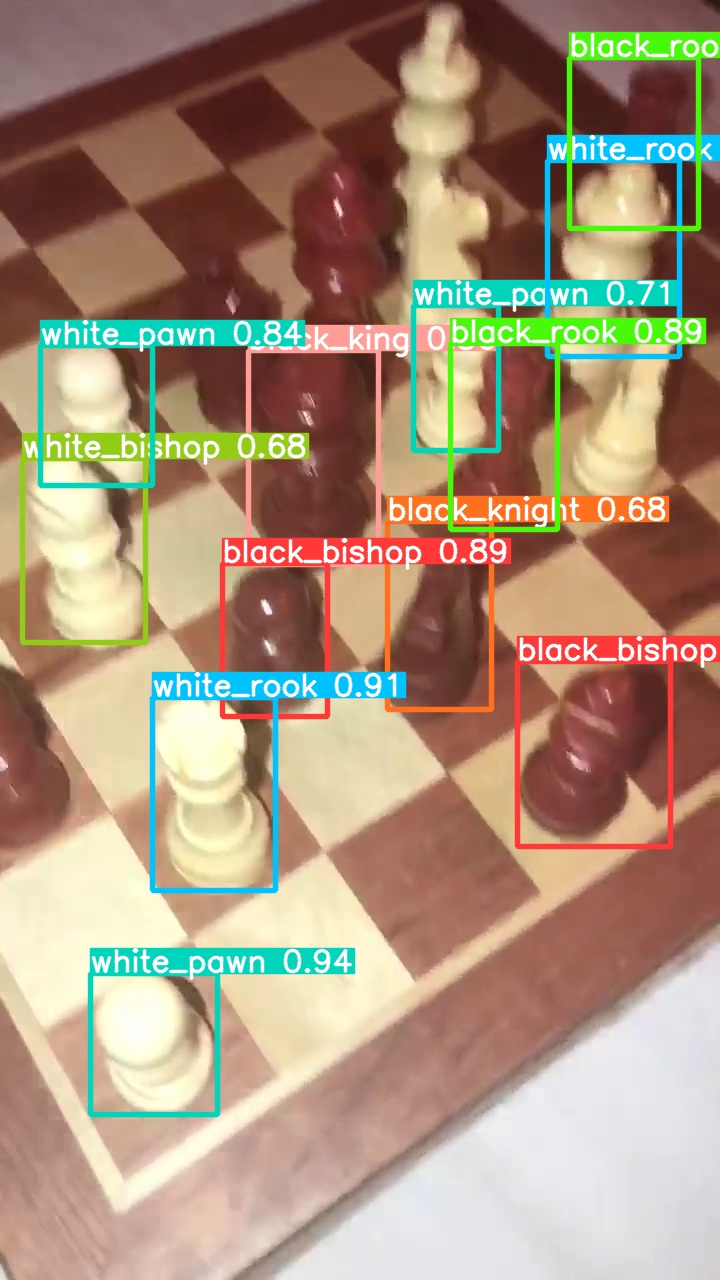 black_roo
white_rook
white_pawn 0.71
white_pawn 0.84
black_rook 0.89
white_bishop 0.68
black_knight 0.68
black_bishop 0.89
black_bishop
white_rook 0.91
white_pawn 0.94